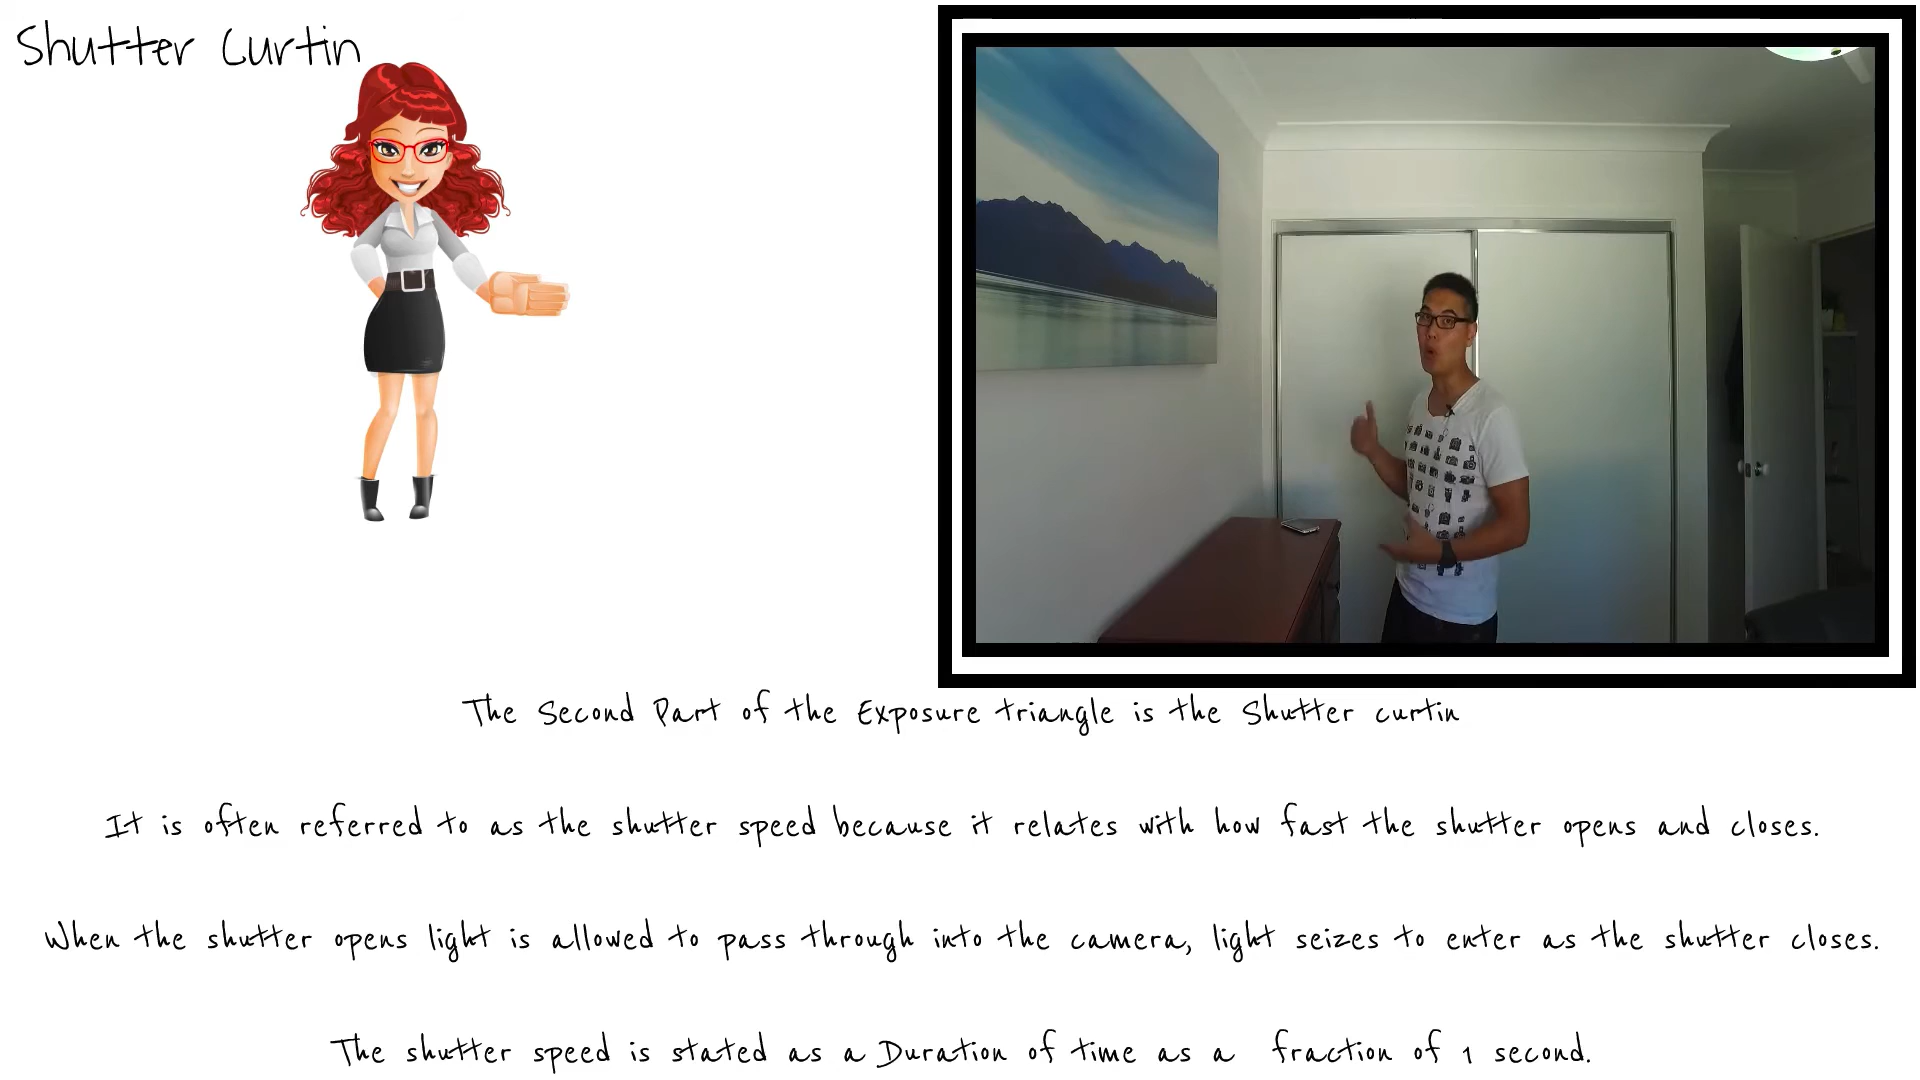 Shutter Curtin
The Second Part of the Exposure triangle is the Shutter curtin
It is often referred to as the shutter speed because it relates with how fast the shutter opens and closes.
When the shutter opens light is allowed to pass through into the camera, light seizes to enter as the shutter closes.
The shutter speed is stated as a Duration of time as a fraction of 1 second.